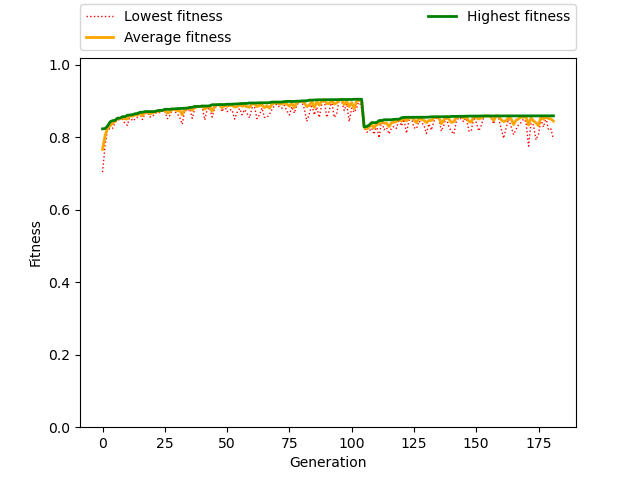 Lowest fitness
Highest fitness
Average fitness
1.0
0.8
0.6
0.4
0.2
0.0
Fitness
0 25 50 75 100 125 150 175
Generation